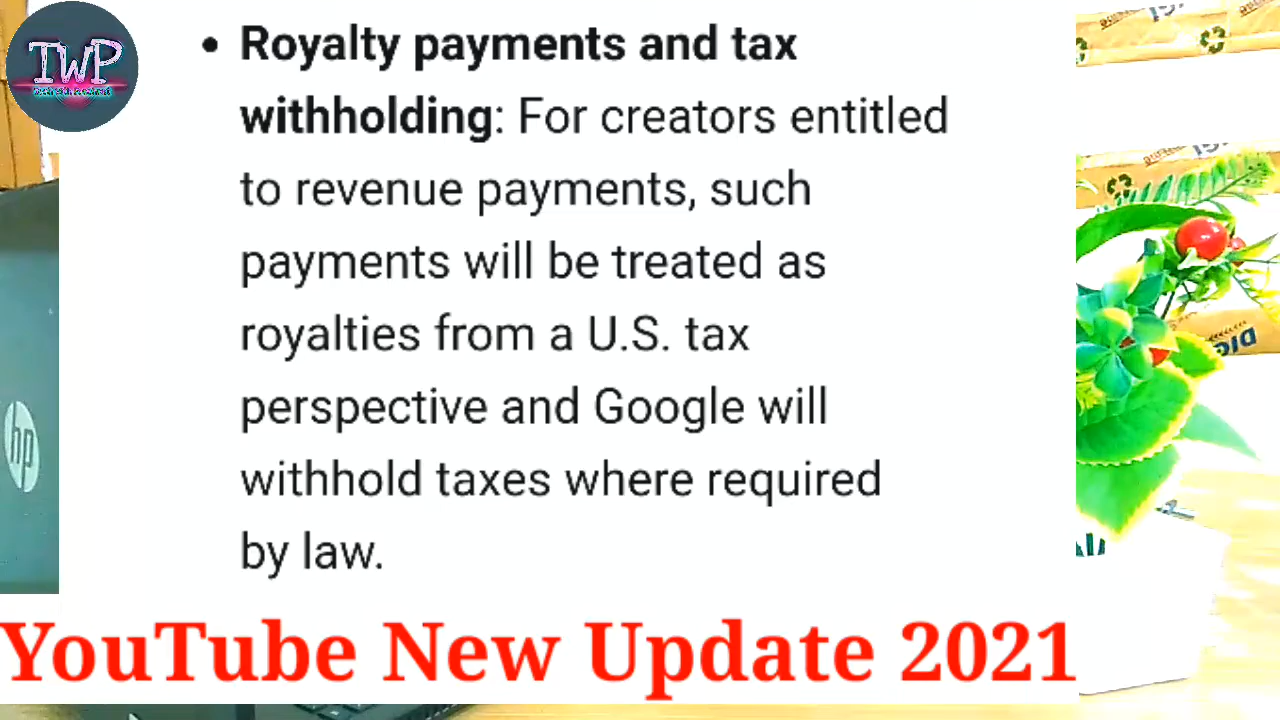 IWP
• Royalty payments and tax
withholding: For creators entitled
to revenue payments, such
payments will be treated as
royalties from a U.S. tax
perspective and Google will
withhold taxes where required
by law.
hp
YouTube New Update 2021